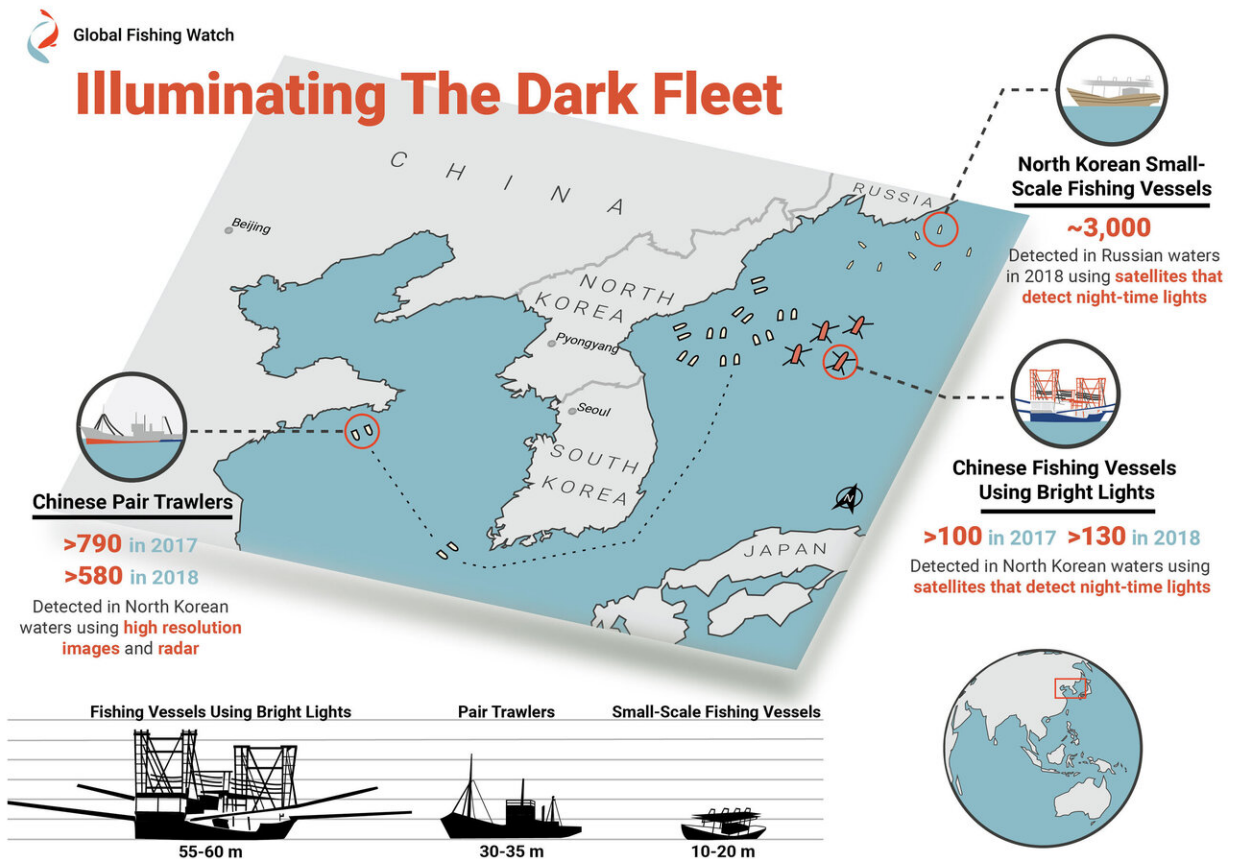 Global Fishing Watch
Illuminating The Dark Fleet
CHINA
RUSSIA
Beijing
NORTH
KOREA
Pyongyang
Seoul
SOUTH
KOREA
JAPAN
N
North Korean Small-
Scale Fishing Vessels
~3,000
Detected in Russian waters
in 2018 using satellites that
detect night-time lights
Chinese Fishing Vessels
Using Bright Lights
>100 in 2017 >130 in 2018
Detected in North Korean waters using
satellites that detect night-time lights
Chinese Pair Trawlers
>790 in 2017
>580 in 2018
Detected in North Korean
waters using high resolution
images and radar
Fishing Vessels Using Bright Lights
Pair Trawlers
Small-Scale Fishing Vessels
55-60 m
30-35 m
10-20 m